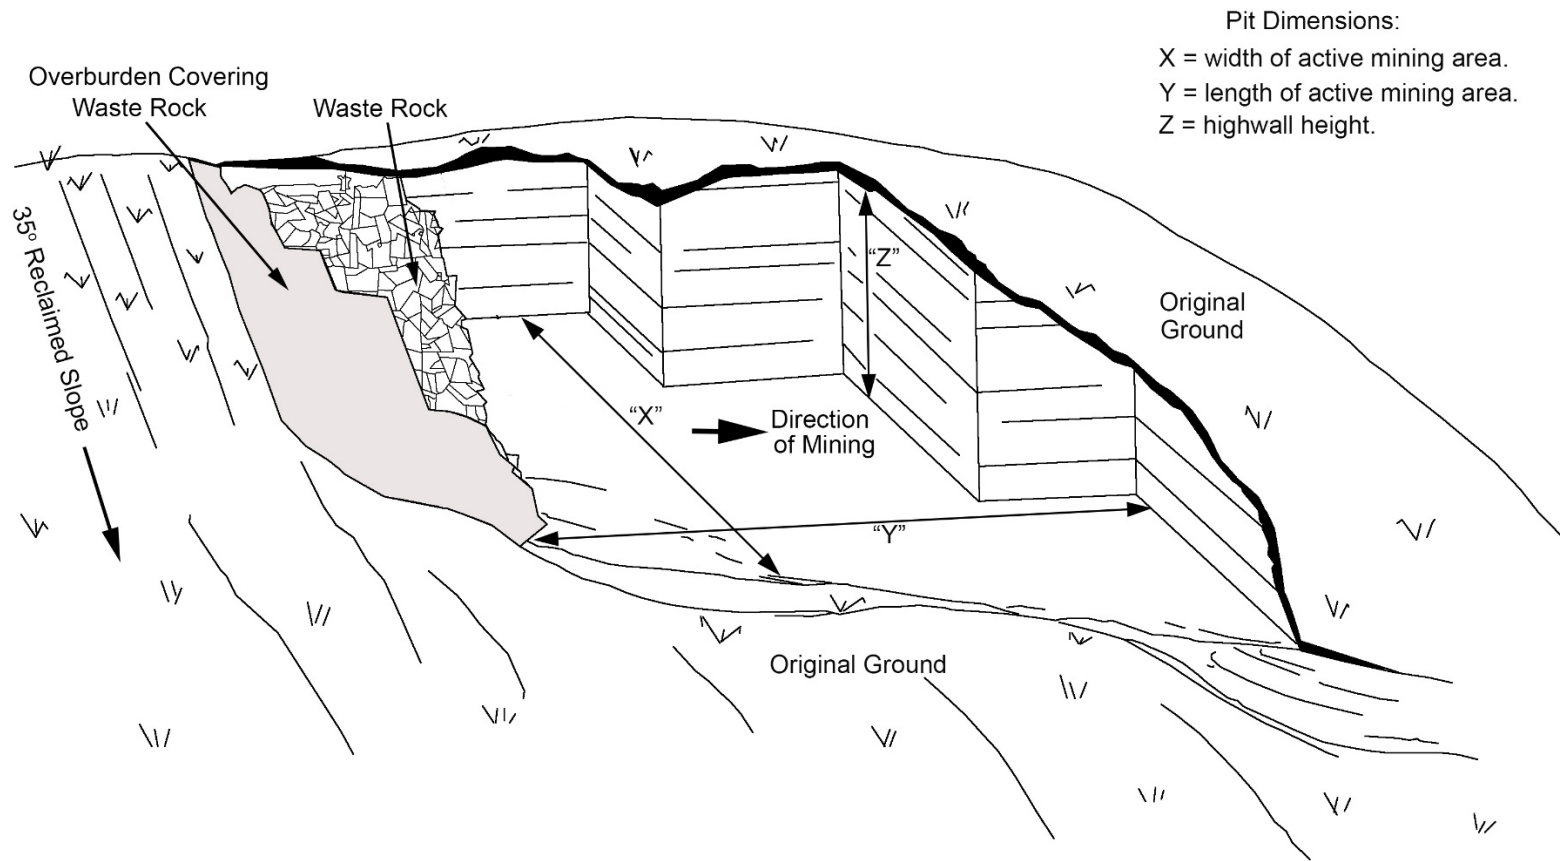 Pit Dimensions:
X = width of active mining area.
Y = length of active mining area.
Z = highwall height.
Overburden Covering
Waste Rock
Waste Rock
35° Reclaimed Slope
“Z”
Original
Ground
“X”
Direction
of Mining
“Y”
Original Ground